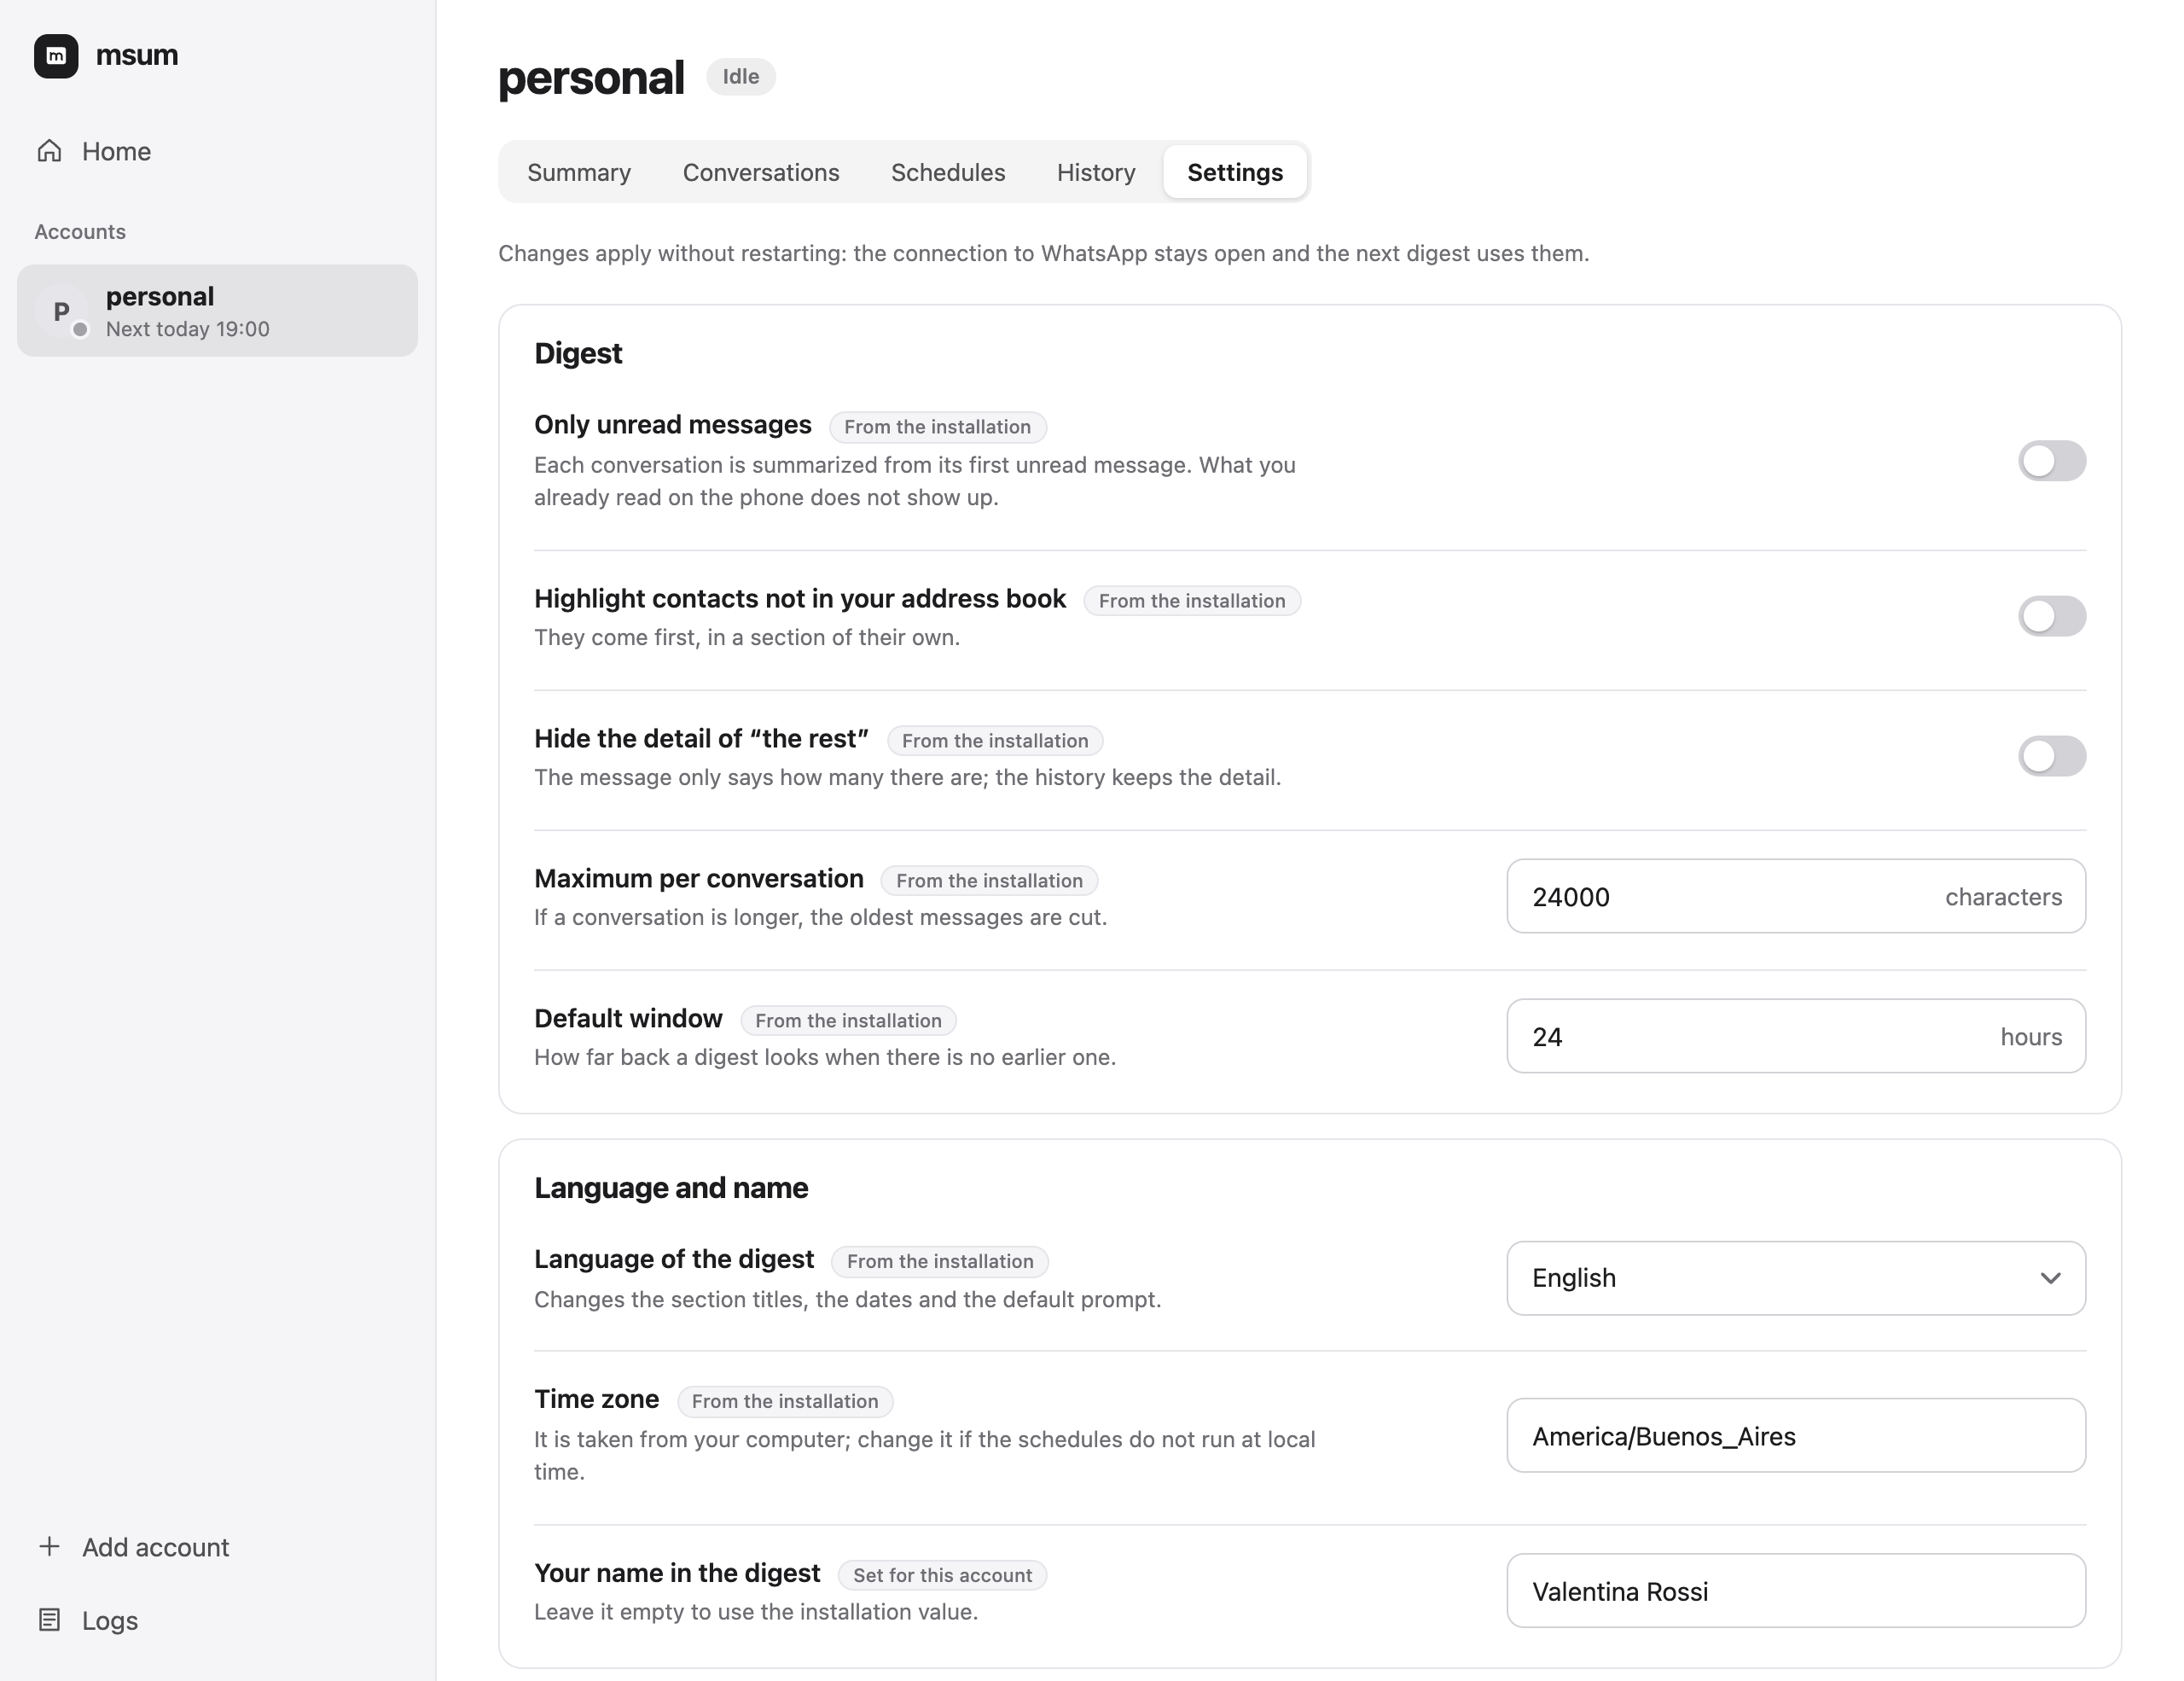 msum
Home
Accounts
P
personal
Next today 19:00
Add account
Logs
personal
Idle
Summary
Conversations
Schedules
History
Settings
Changes apply without restarting: the connection to WhatsApp stays open and the next digest uses them.
Digest
Only unread messages
From the installation
Each conversation is summarized from its first unread message. What you
already read on the phone does not show up.
Highlight contacts not in your address book
From the installation
They come first, in a section of their own.
Hide the detail of “the rest”
From the installation
The message only says how many there are; the history keeps the detail.
Maximum per conversation
From the installation
If a conversation is longer, the oldest messages are cut.
24000
characters
Default window
From the installation
How far back a digest looks when there is no earlier one.
24
hours
Language and name
Language of the digest
From the installation
Changes the section titles, the dates and the default prompt.
English
Time zone
From the installation
It is taken from your computer; change it if the schedules do not run at local
time.
America/Buenos_Aires
Your name in the digest
Set for this account
Leave it empty to use the installation value.
Valentina Rossi